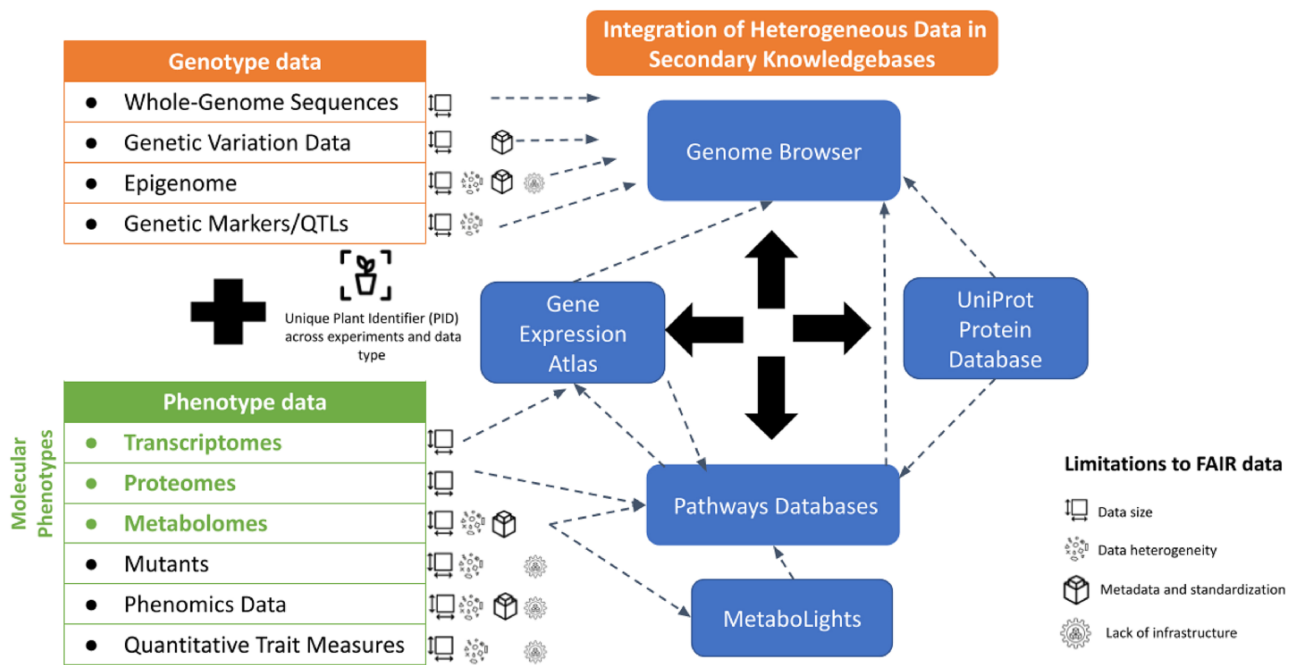 Integration of Heterogeneous Data in
Secondary Knowledgebases
Genotype data
● Whole-Genome Sequences
● Genetic Variation Data
● Epigenome
● Genetic Markers/QTLs
Unique Plant Identifier (PID)
across experiments and data
type
Molecular
Phenotypes
Phenotype data
● Transcriptomes
● Proteomes
● Metabolomes
● Mutants
● Phenomics Data
● Quantitative Trait Measures
Genome Browser
Gene
Expression
Atlas
UniProt
Protein
Database
Pathways Databases
MetaboLights
Limitations to FAIR data
Data size
Data heterogeneity
Metadata and standardization
Lack of infrastructure